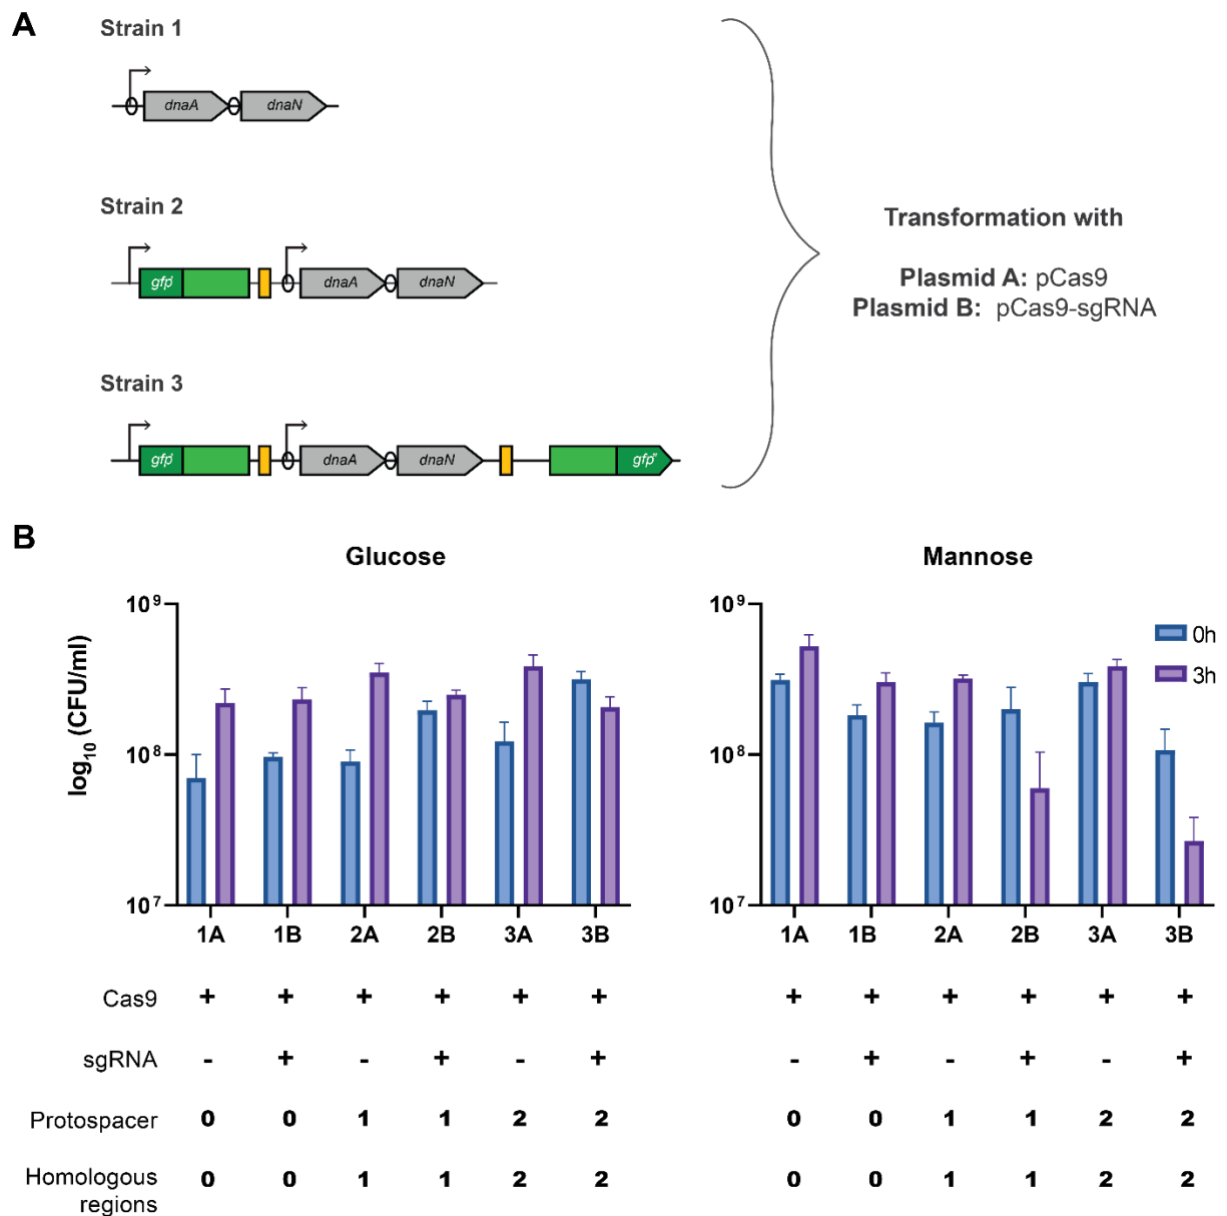 A
Strain 1
dnaA
dnaN
Strain 2
gfp'
dnaA
dnaN
Strain 3
gfp'
dnaA
dnaN
gfp''
Transformation with
Plasmid A: pCas9
Plasmid B: pCas9-sgRNA
B
Glucose
log10 (CFU/ml)
10⁹
10⁸
10⁷
1A 1B 2A 2B 3A 3B
Cas9 + + + + + +
sgRNA - + - + - +
Protospacer 0 0 1 1 2 2
Homologous
regions 0 0 1 1 2 2
Mannose
0h
3h
10⁹
10⁸
10⁷
1A 1B 2A 2B 3A 3B
+ + + + + +
- + - + - +
0 0 1 1 2 2
0 0 1 1 2 2